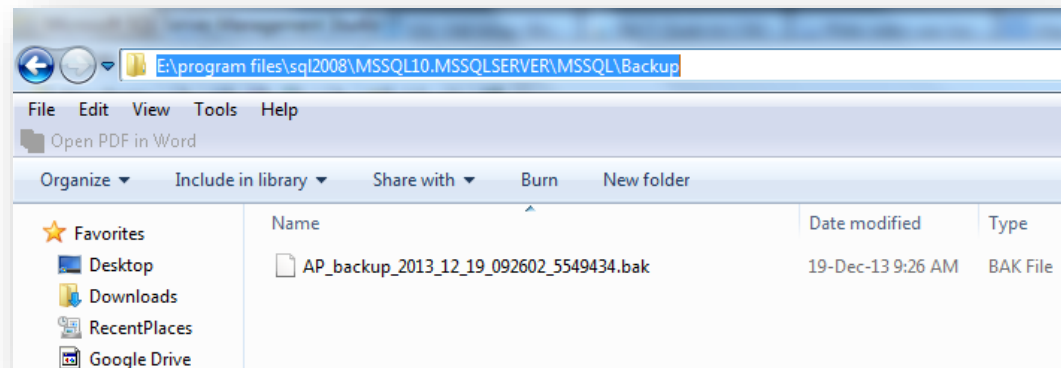 E:\program files\sql2008\MSSQL10.MSSQLSERVER\MSSQL\Backup
File Edit View Tools Help
Open PDF in Word
Organize Include in library Share with Burn New folder
Favorites
Desktop
Downloads
RecentPlaces
Google Drive
Name Date modified Type
AP_backup_2013_12_19_092602_5549434.bak 19-Dec-13 9:26 AM BAK File